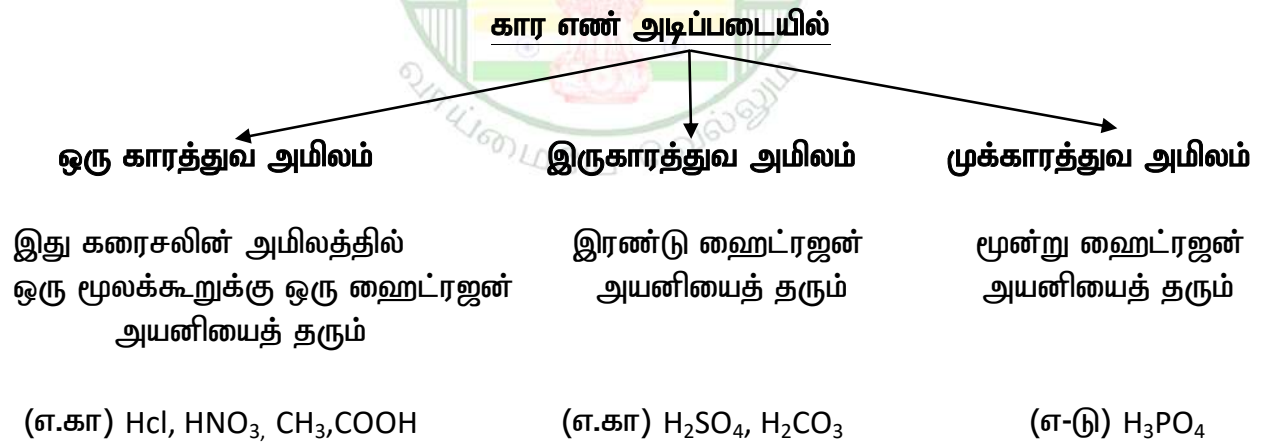 கார எண் அடிப்படையில்
ஒரு காரத்துவ அமிலம்
இருகாரத்துவ அமிலம்
முக்காரத்துவ அமிலம்
இது கரைசலின் அமிலத்தில்
ஒரு மூலக்கூறுக்கு ஒரு ஹைட்ரஜன்
அயனியைத் தரும்
இரண்டு ஹைட்ரஜன்
அயனியைத் தரும்
மூன்று ஹைட்ரஜன்
அயனியைத் தரும்
(எ.கா) Hcl, HNO₃, CH₃,COOH
(எ.கா) H₂SO₄, H₂CO₃
(எ-டு) H₃PO₄